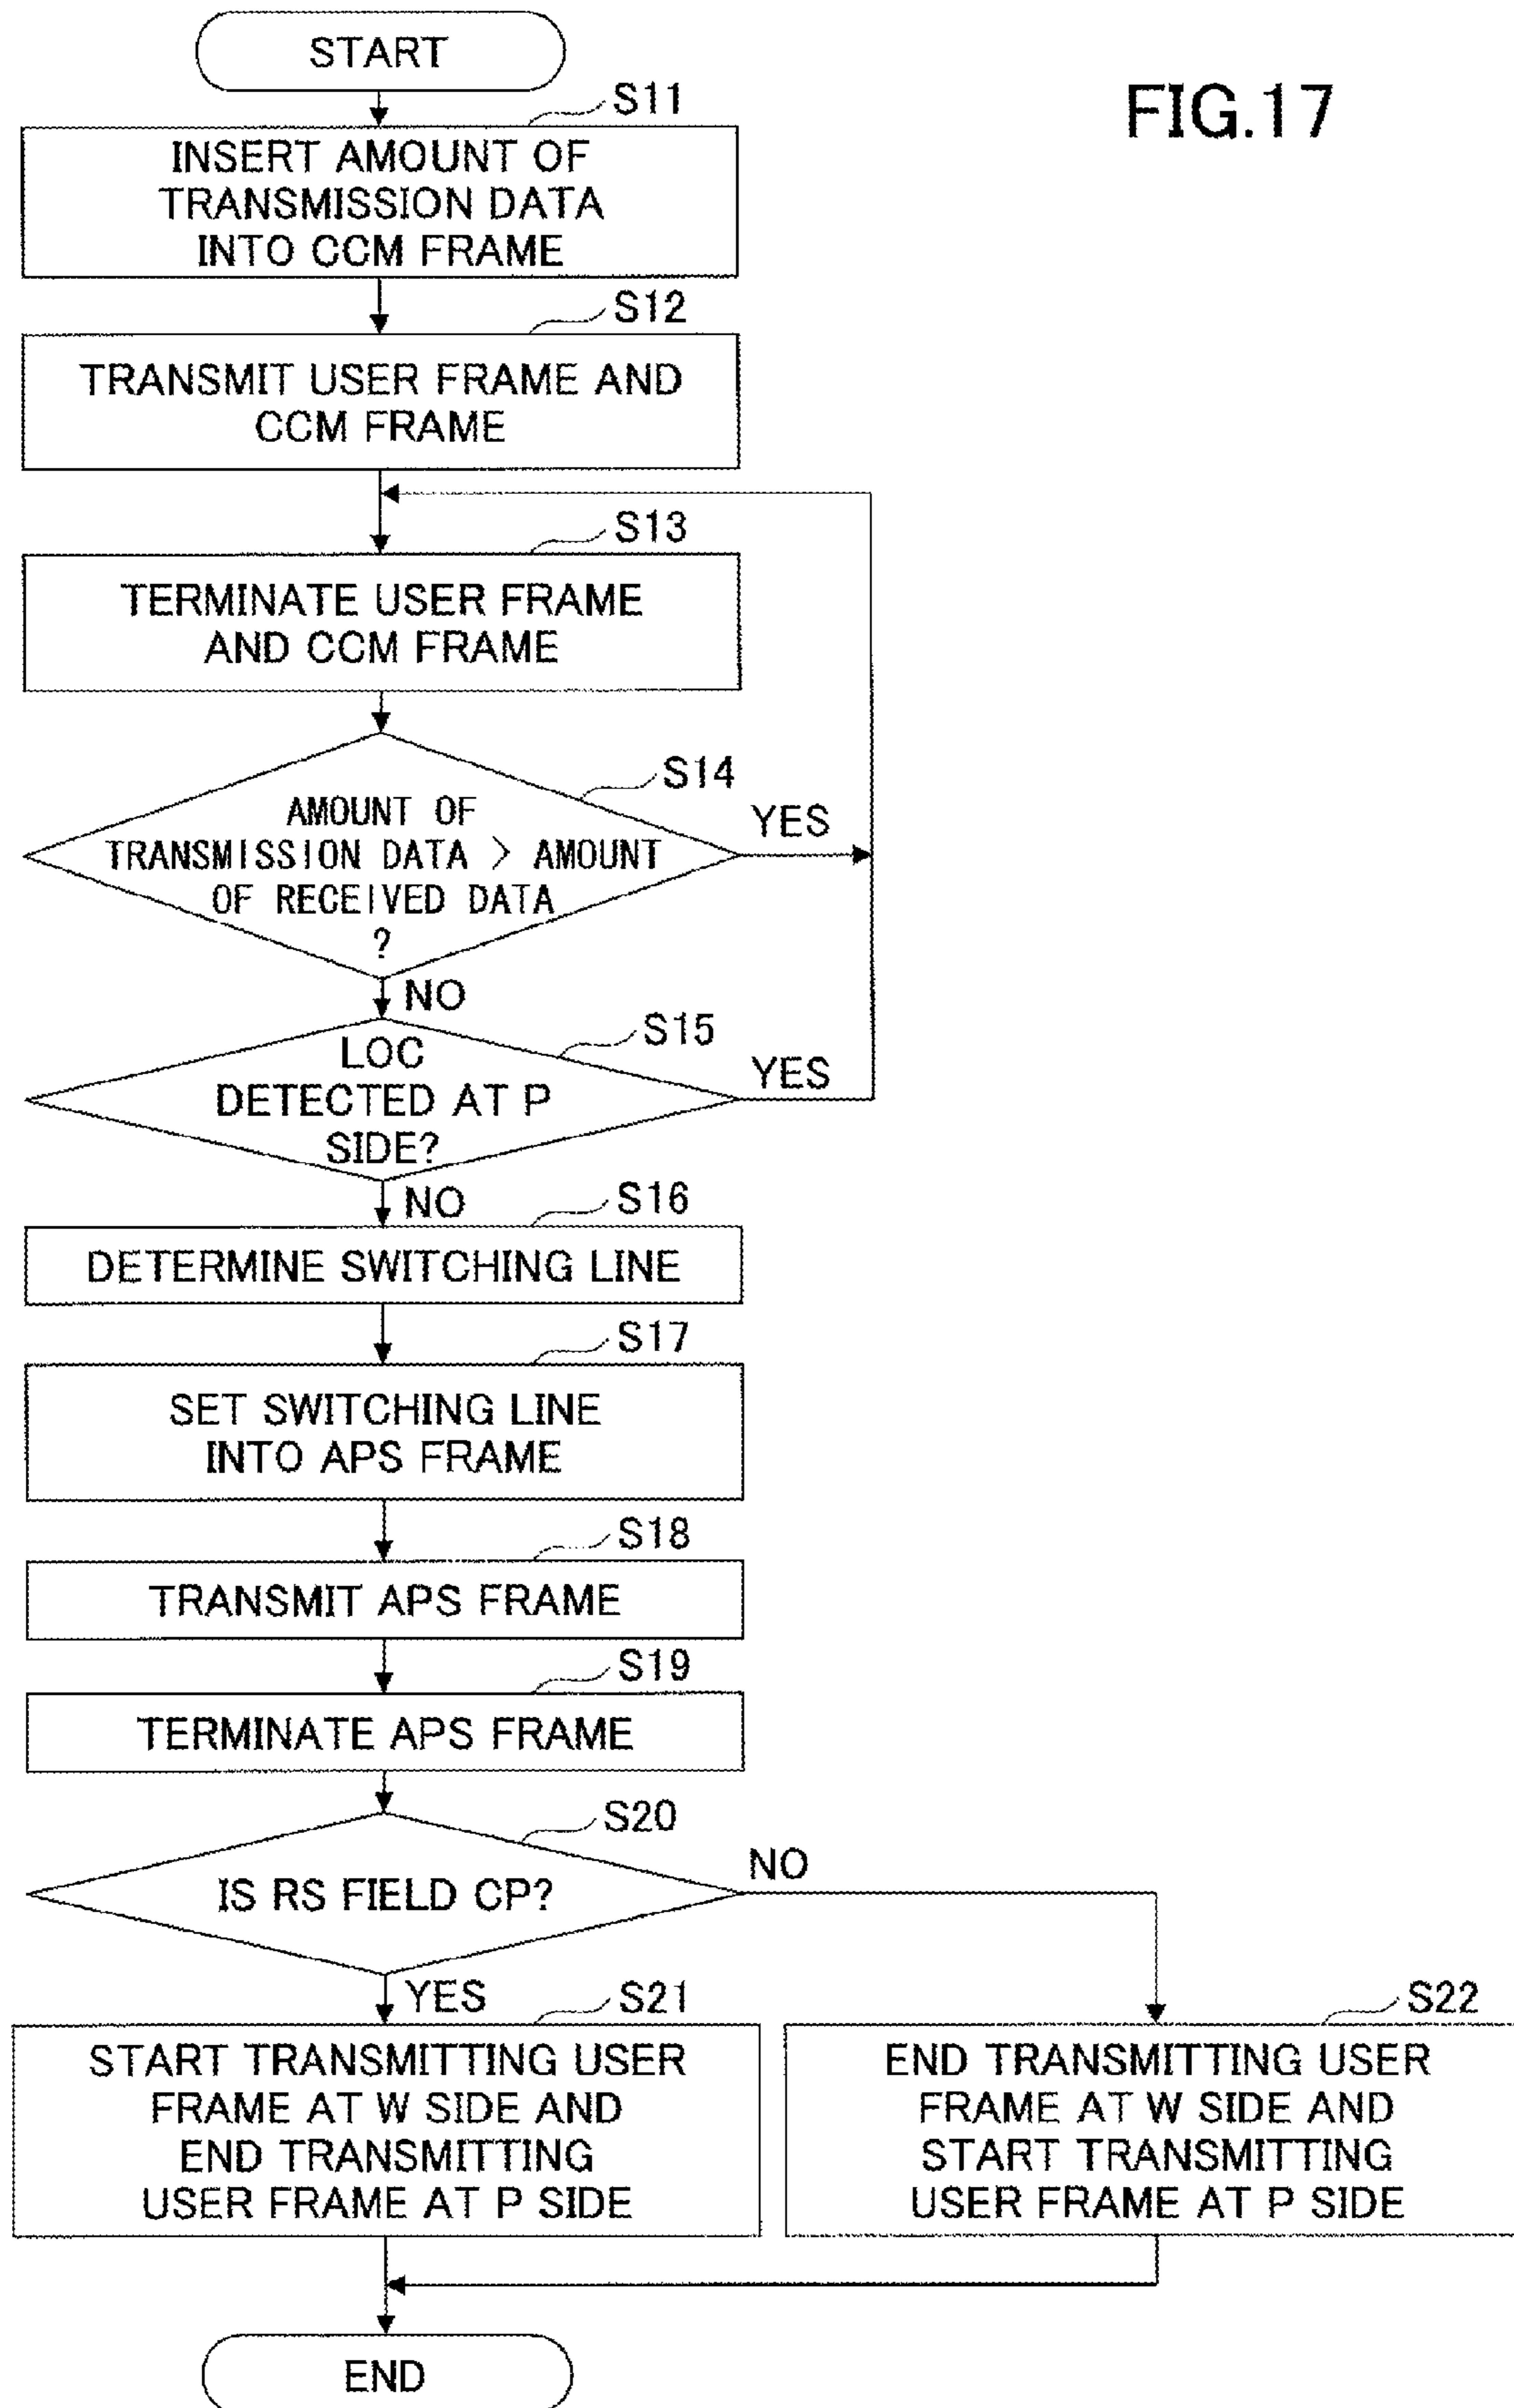 START
FIG.17
S11
INSERT AMOUNT OF
TRANSMISSION DATA
INTO CCM FRAME
S12
TRANSMIT USER FRAME AND
CCM FRAME
S13
TERMINATE USER FRAME
AND CCM FRAME
S14
AMOUNT OF
TRANSMISSION DATA > AMOUNT
OF RECEIVED DATA
?
YES
NO
S15
LOC
DETECTED AT P
SIDE?
YES
NO
S16
DETERMINE SWITCHING LINE
S17
SET SWITCHING LINE
INTO APS FRAME
S18
TRANSMIT APS FRAME
S19
TERMINATE APS FRAME
S20
IS RS FIELD CP?
NO
YES
S21
START TRANSMITTING USER
FRAME AT W SIDE AND
END TRANSMITTING
USER FRAME AT P SIDE
S22
END TRANSMITTING USER
FRAME AT W SIDE AND
START TRANSMITTING
USER FRAME AT P SIDE
END